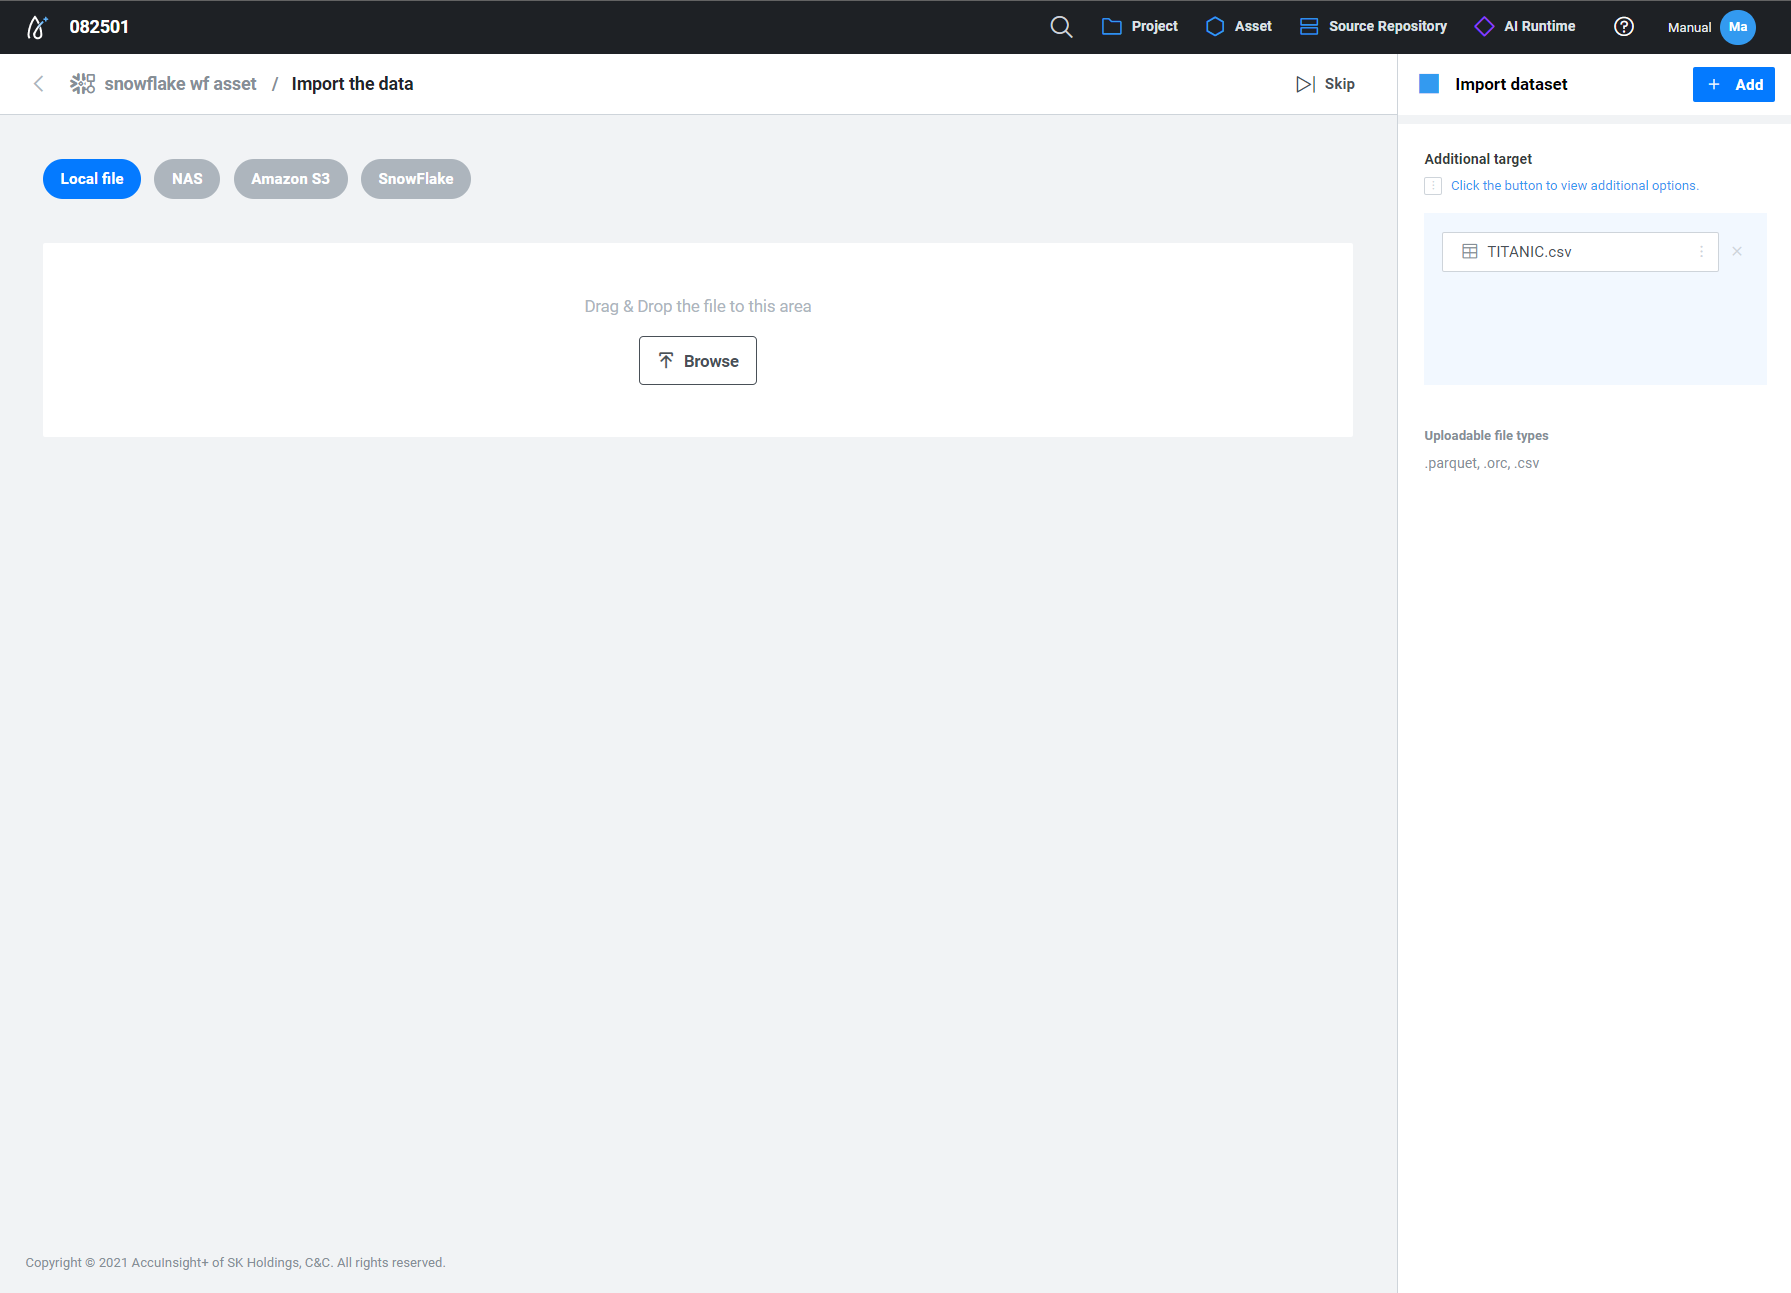 082501
Project
Asset
Source Repository
AI Runtime
Manual
Ma
snowflake wf asset / Import the data
Skip
Import dataset
+ Add
Local file
NAS
Amazon S3
SnowFlake
Drag & Drop the file to this area
Browse
Additional target
Click the button to view additional options.
TITANIC.csv
Uploadable file types
.parquet, .orc, .csv
Copyright © 2021 AccuInsight+ of SK Holdings, C&C. All rights reserved.